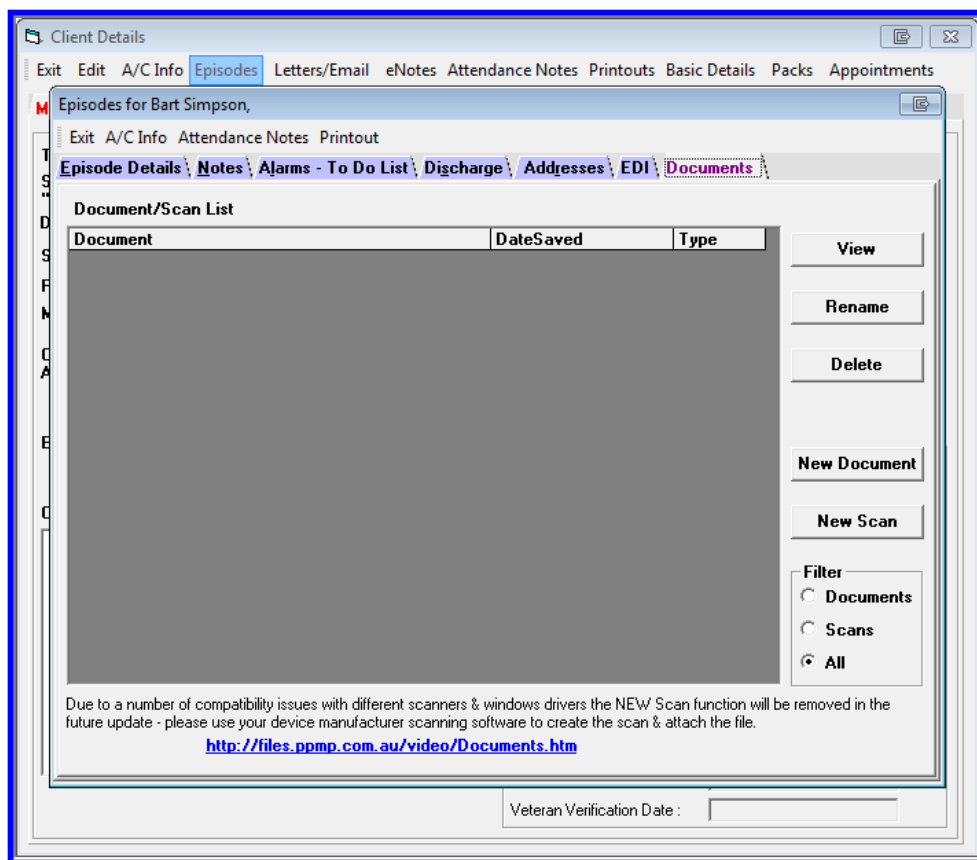 Client Details
Exit Edit A/C Info Episodes Letters/Email eNotes Attendance Notes Printouts Basic Details Packs Appointments
M
Episodes for Bart Simpson,
Exit A/C Info Attendance Notes Printout
Episode Details Notes Alarms - To Do List Discharge Addresses EDI Documents
Document/Scan List
Document DateSaved Type
View
Rename
Delete
New Document
New Scan
Filter
Documents
Scans
All
Due to a number of compatibility issues with different scanners & windows drivers the NEW Scan function will be removed in the
future update - please use your device manufacturer scanning software to create the scan & attach the file.
http://files.ppmp.com.au/video/Documents.htm
Veteran Verification Date :